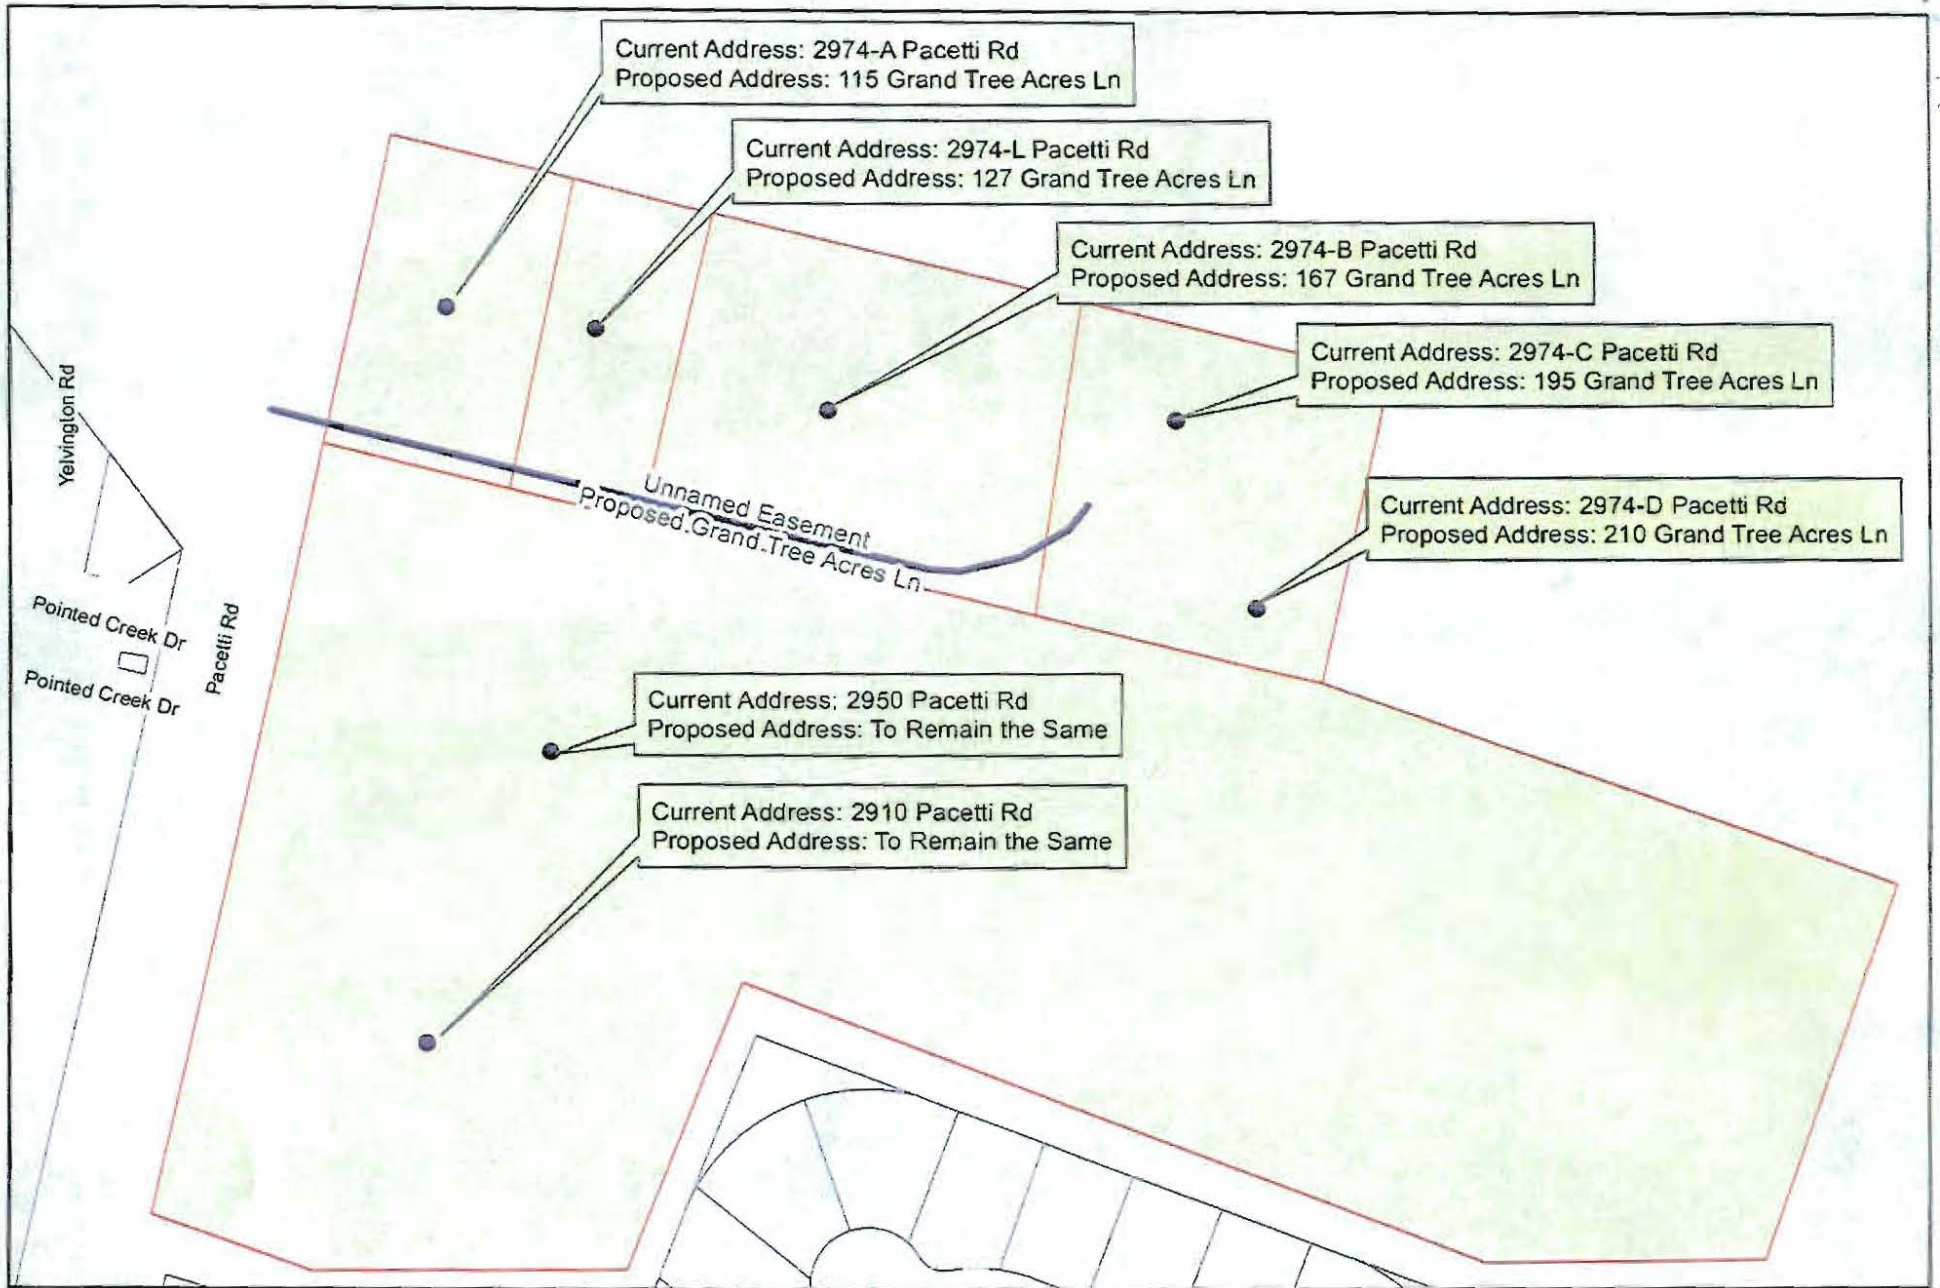 Current Address: 2974-A Pacetti Rd
Proposed Address: 115 Grand Tree Acres Ln
Current Address: 2974-L Pacetti Rd
Proposed Address: 127 Grand Tree Acres Ln
Current Address: 2974-B Pacetti Rd
Proposed Address: 167 Grand Tree Acres Ln
Current Address: 2974-C Pacetti Rd
Proposed Address: 195 Grand Tree Acres Ln
Yelvington Rd
Unnamed Easement
Proposed Grand Tree Acres Ln
Current Address: 2974-D Pacetti Rd
Proposed Address: 210 Grand Tree Acres Ln
Pointed Creek Dr
Pointed Creek Dr
Pacetti Rd
Current Address: 2950 Pacetti Rd
Proposed Address: To Remain the Same
Current Address: 2910 Pacetti Rd
Proposed Address: To Remain the Same